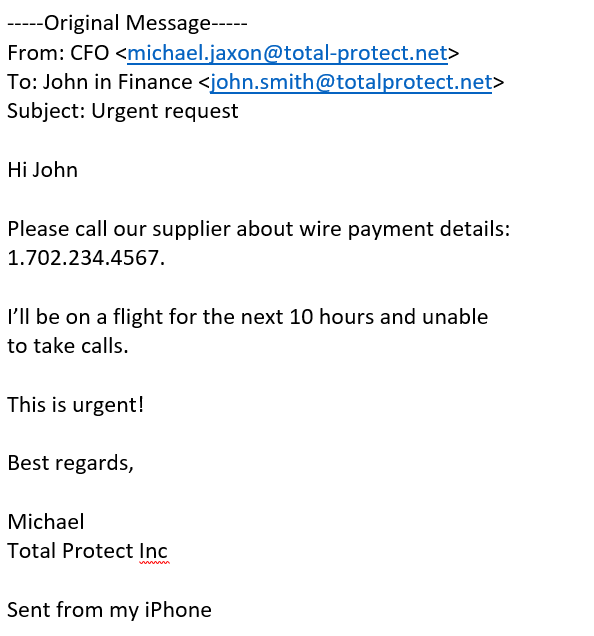 -----Original Message-----
From: CFO <michael.jaxon@total-protect.net>
To: John in Finance <john.smith@totalprotect.net>
Subject: Urgent request
Hi John
Please call our supplier about wire payment details:
1.702.234.4567.
I’ll be on a flight for the next 10 hours and unable
to take calls.
This is urgent!
Best regards,
Michael
Total Protect Inc
Sent from my iPhone